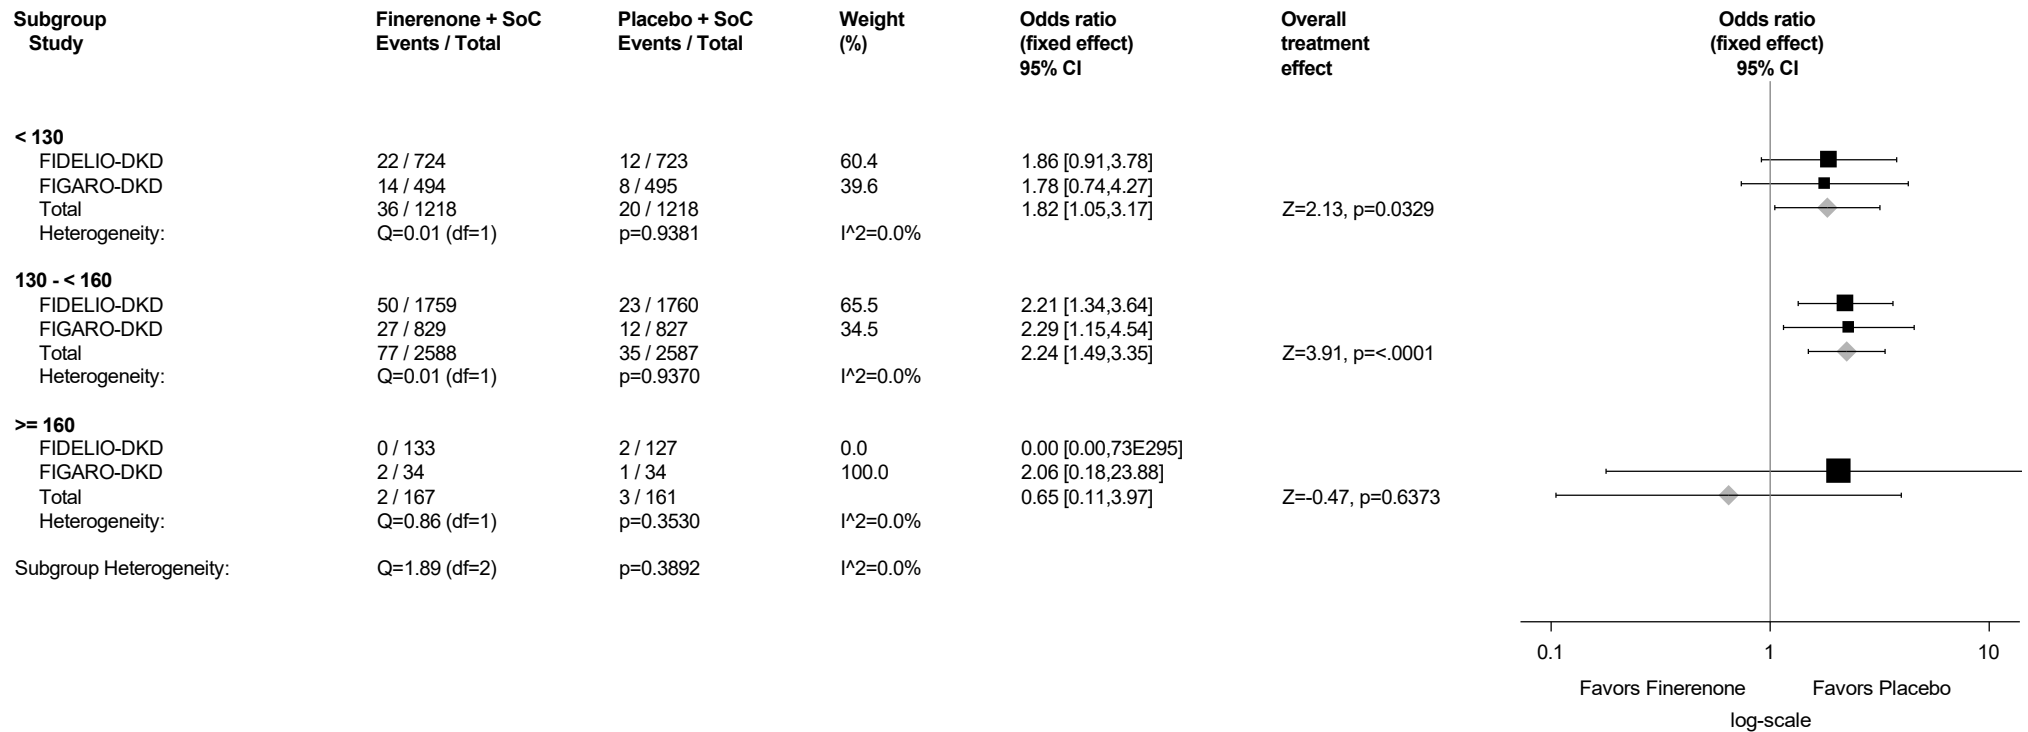 Subgroup Finerenone + SoC Placebo + SoC Weight Odds ratio Overall Odds ratio
Study Events / Total Events / Total (%) (fixed effect) treatment (fixed effect)
95% CI effect 95% CI
< 130
FIDELIO-DKD 22 / 724 12 / 723 60.4 1.86 [0.91,3.78]
FIGARO-DKD 14 / 494 8 / 495 39.6 1.78 [0.74,4.27]
Total 36 / 1218 20 / 1218 1.82 [1.05,3.17] Z=2.13, p=0.0329
Heterogeneity: Q=0.01 (df=1) p=0.9381 I^2=0.0%
130 - < 160
FIDELIO-DKD 50 / 1759 23 / 1760 65.5 2.21 [1.34,3.64]
FIGARO-DKD 27 / 829 12 / 827 34.5 2.29 [1.15,4.54]
Total 77 / 2588 35 / 2587 2.24 [1.49,3.35] Z=3.91, p=<.0001
Heterogeneity: Q=0.01 (df=1) p=0.9370 I^2=0.0%
>= 160
FIDELIO-DKD 0 / 133 2 / 127 0.0 0.00 [0.00,73E295]
FIGARO-DKD 2 / 34 1 / 34 100.0 2.06 [0.18,23.88]
Total 2 / 167 3 / 161 0.65 [0.11,3.97] Z=-0.47, p=0.6373
Heterogeneity: Q=0.86 (df=1) p=0.3530 I^2=0.0%
Subgroup Heterogeneity: Q=1.89 (df=2) p=0.3892 I^2=0.0%
0.1 1 10
Favors Finerenone Favors Placebo
log-scale